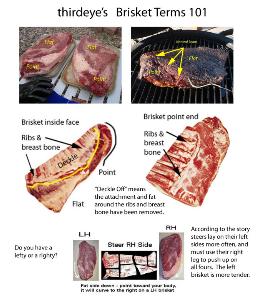 thirdeye's Brisket Terms 101
Flat
Flat
Point
Point
Point
Flat
Brisket inside face
Brisket point end
Ribs &
breast
bone
Ribs &
breast
bone
Deckle
Point
Flat
"Deckle Off" means
the attachment and fat
around the ribs and breast
bone have been removed.
Do you have a
lefty or a righty?
LH
RH
Steer RH Side
Fat side down - point toward your body,
it will curve to the right on a LH brisket
According to the story
steers lay on their left
sides more often, and
must use their right
leg to push up on
all fours. The left
brisket is more tender.